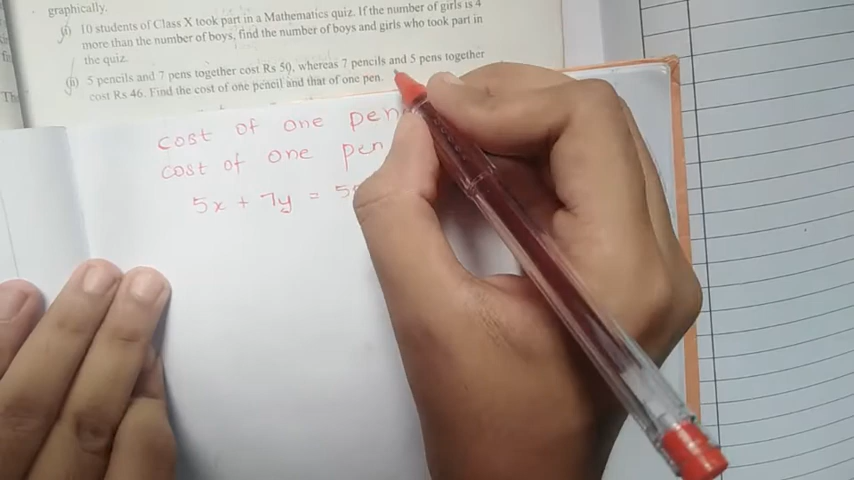 graphically.
(i) 10 students of Class X took part in a Mathematics quiz. If the number of girls is 4
more than the number of boys, find the number of boys and girls who took part in
the quiz.
(ii) 5 pencils and 7 pens together cost Rs 50, whereas 7 pencils and 5 pens together
cost Rs 46. Find the cost of one pencil and that of one pen.
cost of one pen
cost of one pen
5x + 7y = 5